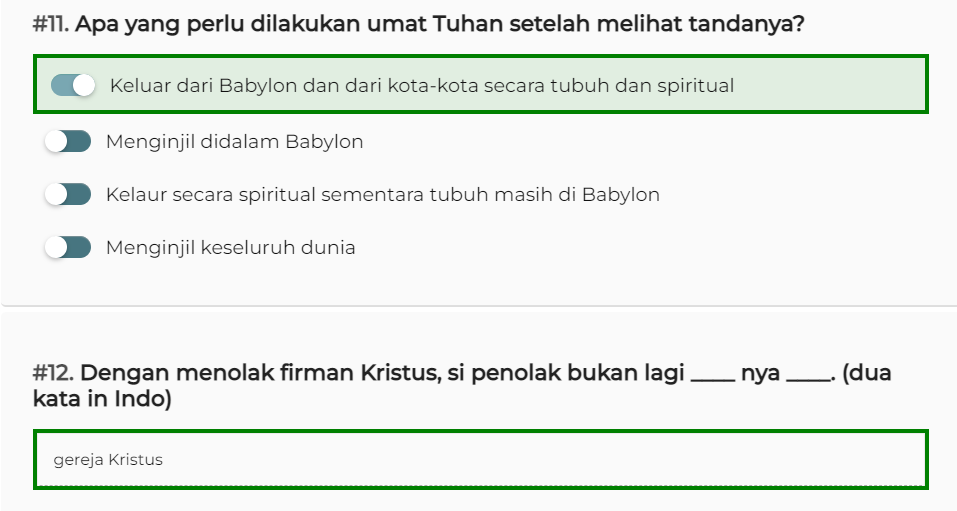 #11. Apa yang perlu dilakukan umat Tuhan setelah melihat tandanya?
Keluar dari Babylon dan dari kota-kota secara tubuh dan spiritual
Menginjil didalam Babylon
Kelaur secara spiritual sementara tubuh masih di Babylon
Menginjil keseluruh dunia
#12. Dengan menolak firman Kristus, si penolak bukan lagi ____ nya ____. (dua
kata in Indo)
gereja Kristus